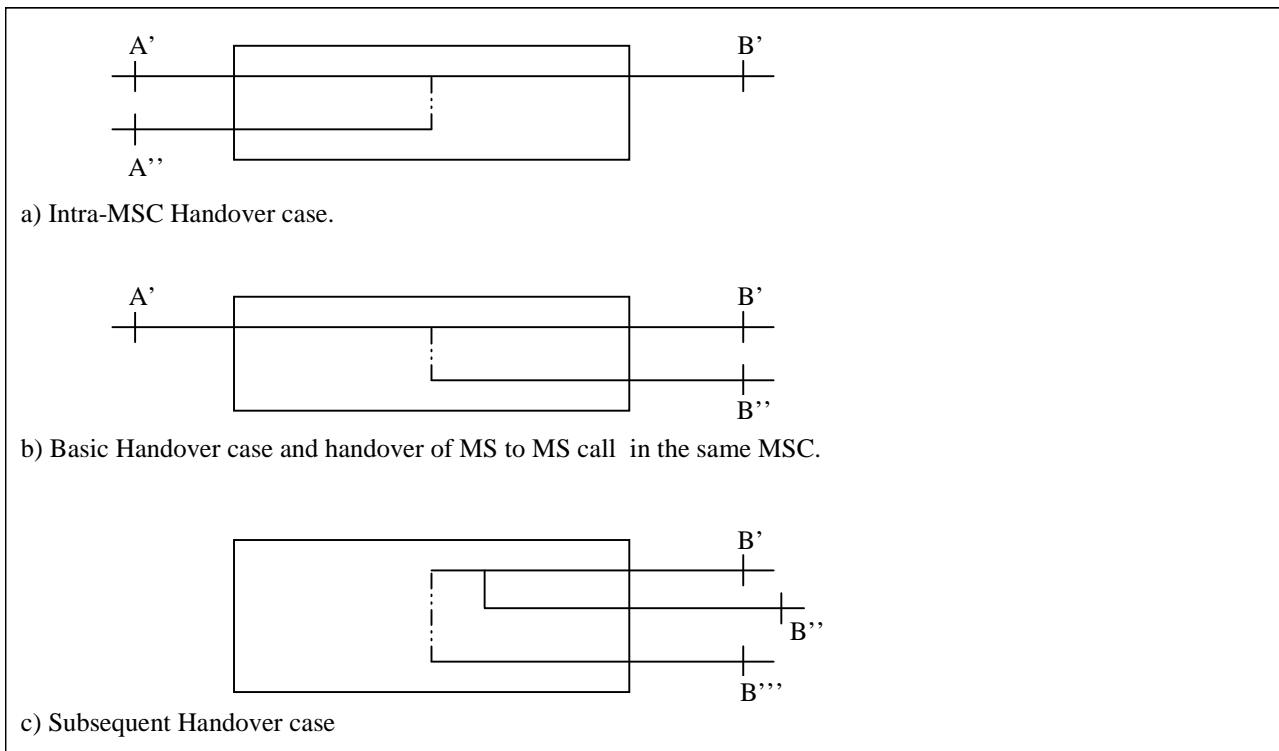 A’ B’
A’’
a) Intra-MSC Handover case.
A’ B’
B’’
b) Basic Handover case and handover of MS to MS call in the same MSC.
B’
B’’
B’’’
c) Subsequent Handover case